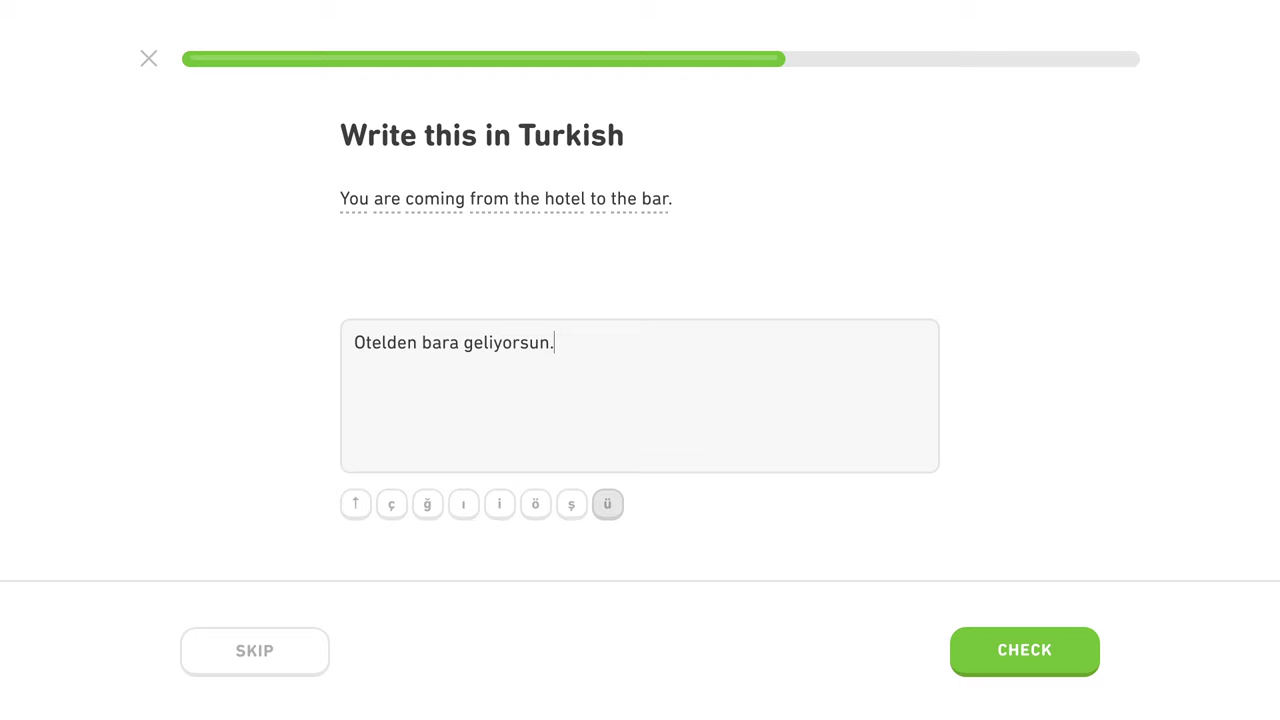 Write this in Turkish
You are coming from the hotel to the bar.
Otelden bara geliyorsun.
↑ ç ğ ı i ö ş ü
SKIP
CHECK